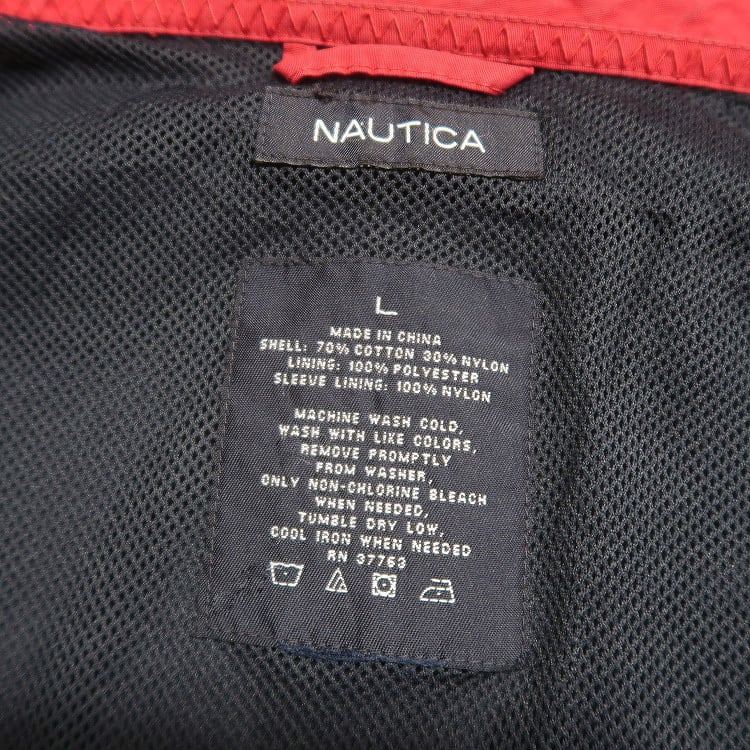 NAUTICA
L
MADE IN CHINA
SHELL: 70% COTTON 30% NYLON
LINING: 100% POLYESTER
SLEEVE LINING: 100% NYLON
MACHINE WASH COLD,
WASH WITH LIKE COLORS,
REMOVE PROMPTLY
FROM WASHER,
ONLY NON-CHLORINE BLEACH
WHEN NEEDED,
TUMBLE DRY LOW,
COOL IRON WHEN NEEDED
RN 37763